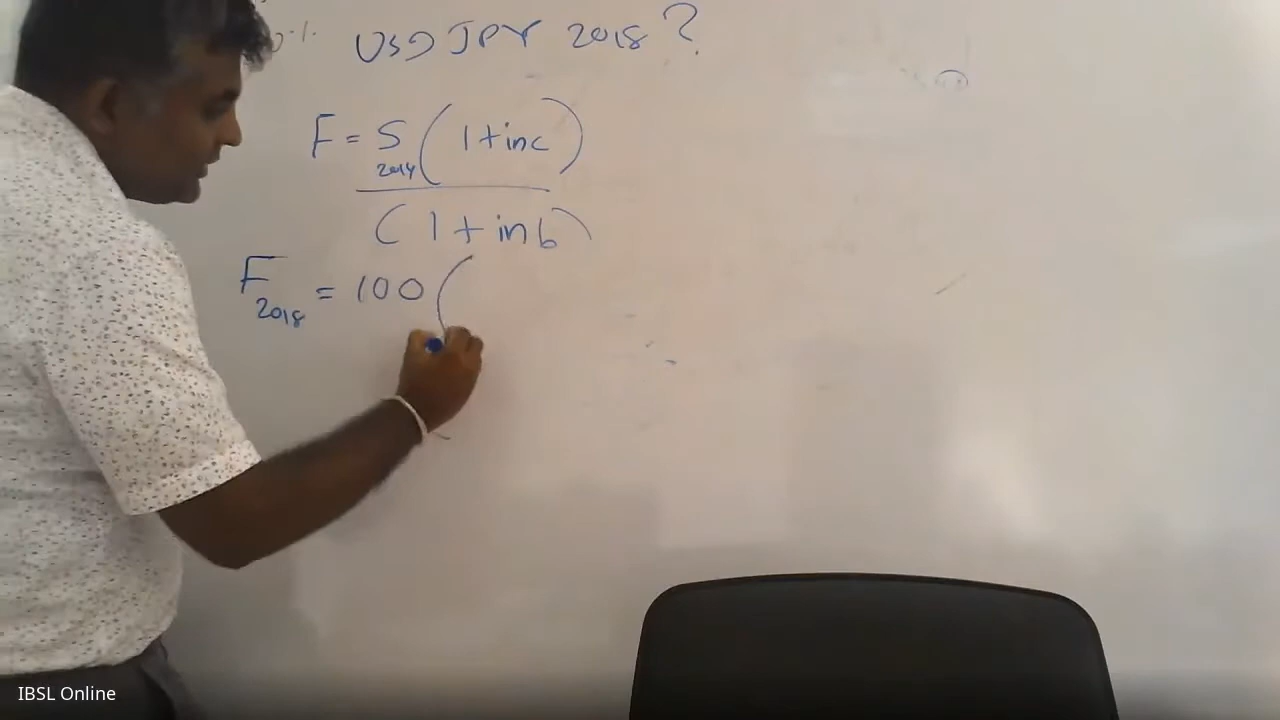 USD JPY 2018 ?
F = S 2014 ( 1 + inc )
( 1 + inb )
F 2018 = 100 (
IBSL Online